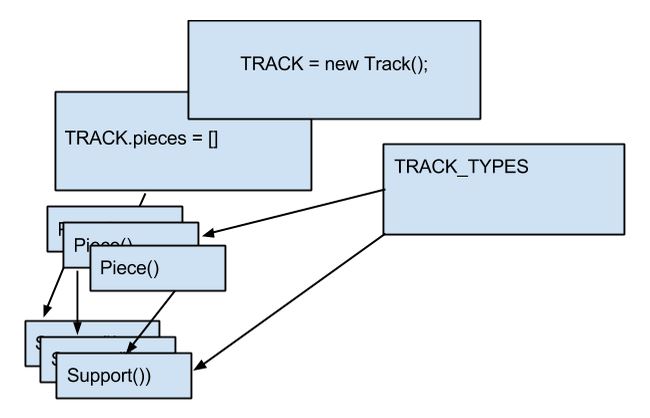 TRACK = new Track();
TRACK.pieces = []
TRACK_TYPES
Piece()
Piece()
Support())